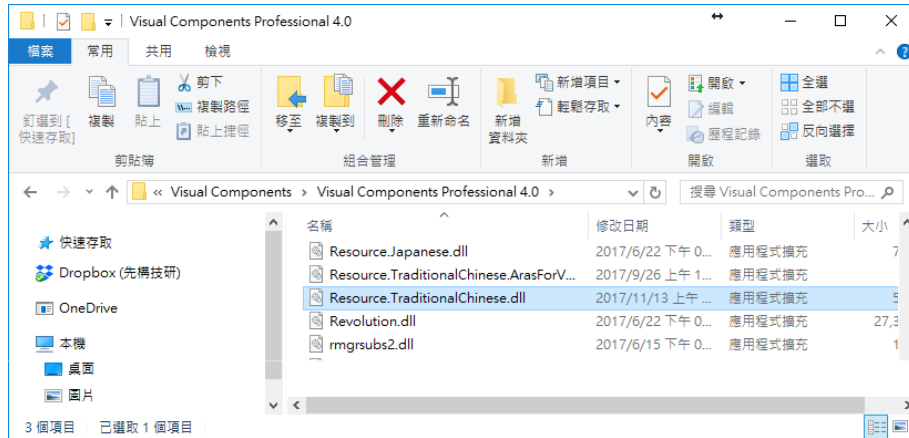 Visual Components Professional 4.0
檔案 常用 共用 檢視
釘選到 [快速存取] 複製 貼上 剪下 複製路徑 貼上捷徑
移至 複製到 刪除 重新命名
新增資料夾 新增項目 輕鬆存取
內容 開啟 編輯 歷程記錄
全選 全部不選 反向選擇
剪貼簿 組合管理 新增 開啟 選取
« Visual Components › Visual Components Professional 4.0 › 搜尋 Visual Components Pro...
名稱 修改日期 類型 大小
快速存取
Dropbox (先構技研)
OneDrive
本機
桌面
圖片
Resource.Japanese.dll 2017/6/22 下午 0... 應用程式擴充 7
Resource.TraditionalChinese.ArasForV... 2017/9/26 上午 1... 應用程式擴充
Resource.TraditionalChinese.dll 2017/11/13 上午 ... 應用程式擴充 5
Revolution.dll 2017/6/22 下午 0... 應用程式擴充 27,3
rmgrsubs2.dll 2017/6/15 下午 0... 應用程式擴充 1
3 個項目 已選取 1 個項目